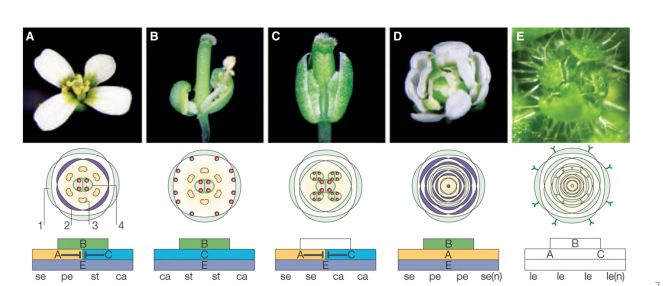 A B C D E
1 2 3 4
B B B B B
A C C A C A A C
E E E E E
se pe st ca ca st st ca se se ca ca se pe pe se(n) le le le le(n)
7